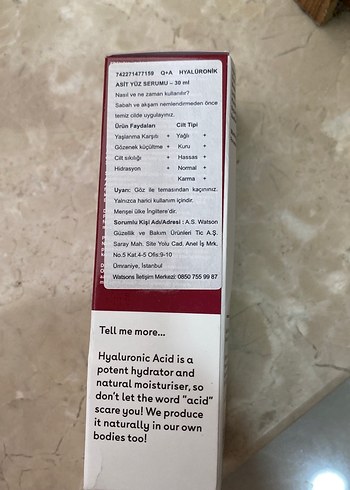 742271477159 Q+A HYALÜRONİK
ASİT YÜZ SERUMU – 30 ml
Nasıl ve ne zaman kullanılır?
Sabah ve akşam nemlendirmeden önce
temiz cilde uygulayınız.
Ürün Faydaları Cilt Tipi
Yaşlanma Karşıtı + Yağlı +
Gözenek küçültme + Kuru +
Cilt sıkılığı + Hassas +
Hidrasyon + Normal +
Karma +
Uyarı: Göz ile temasından kaçınınız.
Yalnızca harici kullanım içindir.
Menşei ülke İngiltere'dir.
Sorumlu Kişi Adı/Adresi : A.S. Watson
Güzellik ve Bakım Ürünleri Tic A.Ş.
Saray Mah. Site Yolu Cad. Anel İş Mrk.
No.5 Kat.4-5 Ofis:9-10
Ümraniye, İstanbul
Watsons İletişim Merkezi: 0850 755 99 87
Tell me more...
Hyaluronic Acid is a
potent hydrator and
natural moisturiser, so
don't let the word "acid"
scare you! We produce
it naturally in our own
bodies too!